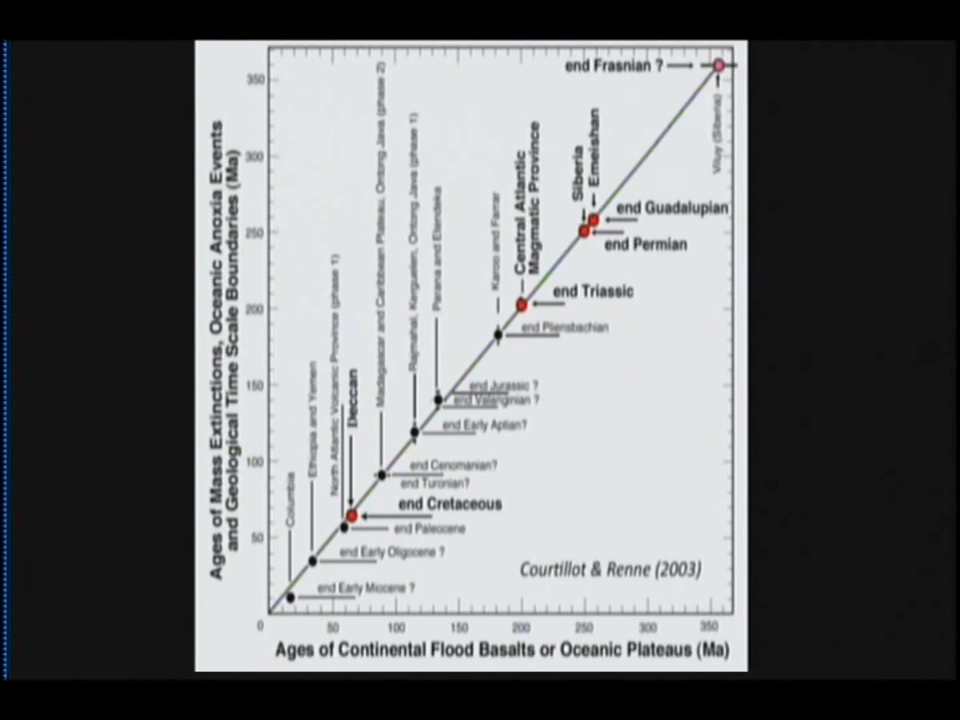 end Frasnian ?
350
Viluy (Siberia)
300
Siberia
Emeishan
end Guadalupian
250
end Permian
Central Atlantic
Magmatic Province
end Triassic
200
Karoo and Farrar
end Pliensbachian
Parana and Etendeka
150
end Jurassic ?
end Valanginian ?
Rajmahal, Kerguelen, Ontong Java (phase 1)
end Early Aptian?
Madagascar and Caribbean Plateau, Ontong Java (phase 2)
100
end Cenomanian?
end Turonian?
Deccan
end Cretaceous
North Atlantic Volcanic Province (phase 1)
end Paleocene
50
Ethiopia and Yemen
end Early Oligocene ?
Columbia
end Early Miocene ?
Courtillot & Renne (2003)
0
50
100
150
200
250
300
350
Ages of Mass Extinctions, Oceanic Anoxia Events
and Geological Time Scale Boundaries (Ma)
Ages of Continental Flood Basalts or Oceanic Plateaus (Ma)